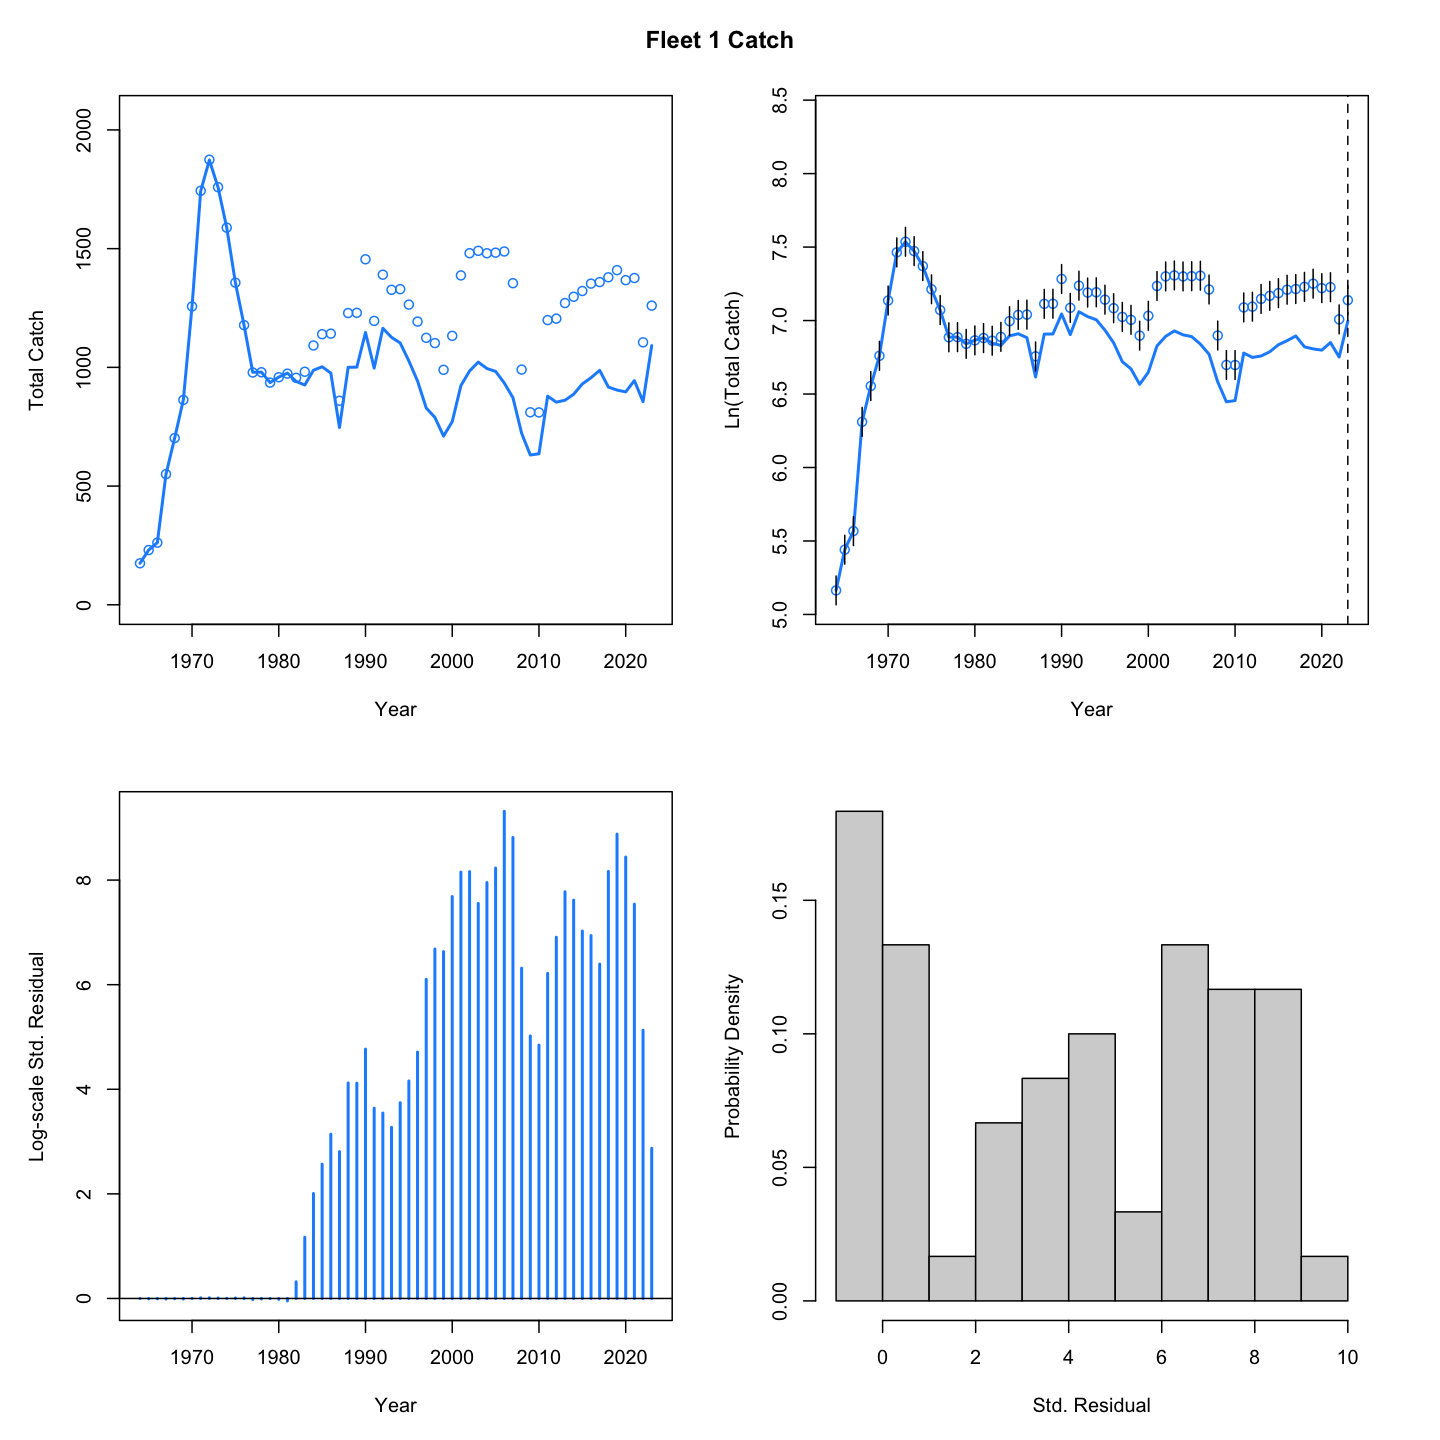 Fleet 1 Catch
Total Catch
0 500 1000 1500 2000
1970 1980 1990 2000 2010 2020
Year
Ln(Total Catch)
5.0 5.5 6.0 6.5 7.0 7.5 8.0 8.5
1970 1980 1990 2000 2010 2020
Year
Log-scale Std. Residual
0 2 4 6 8
1970 1980 1990 2000 2010 2020
Year
Probability Density
0.00 0.05 0.10 0.15
0 2 4 6 8 10
Std. Residual